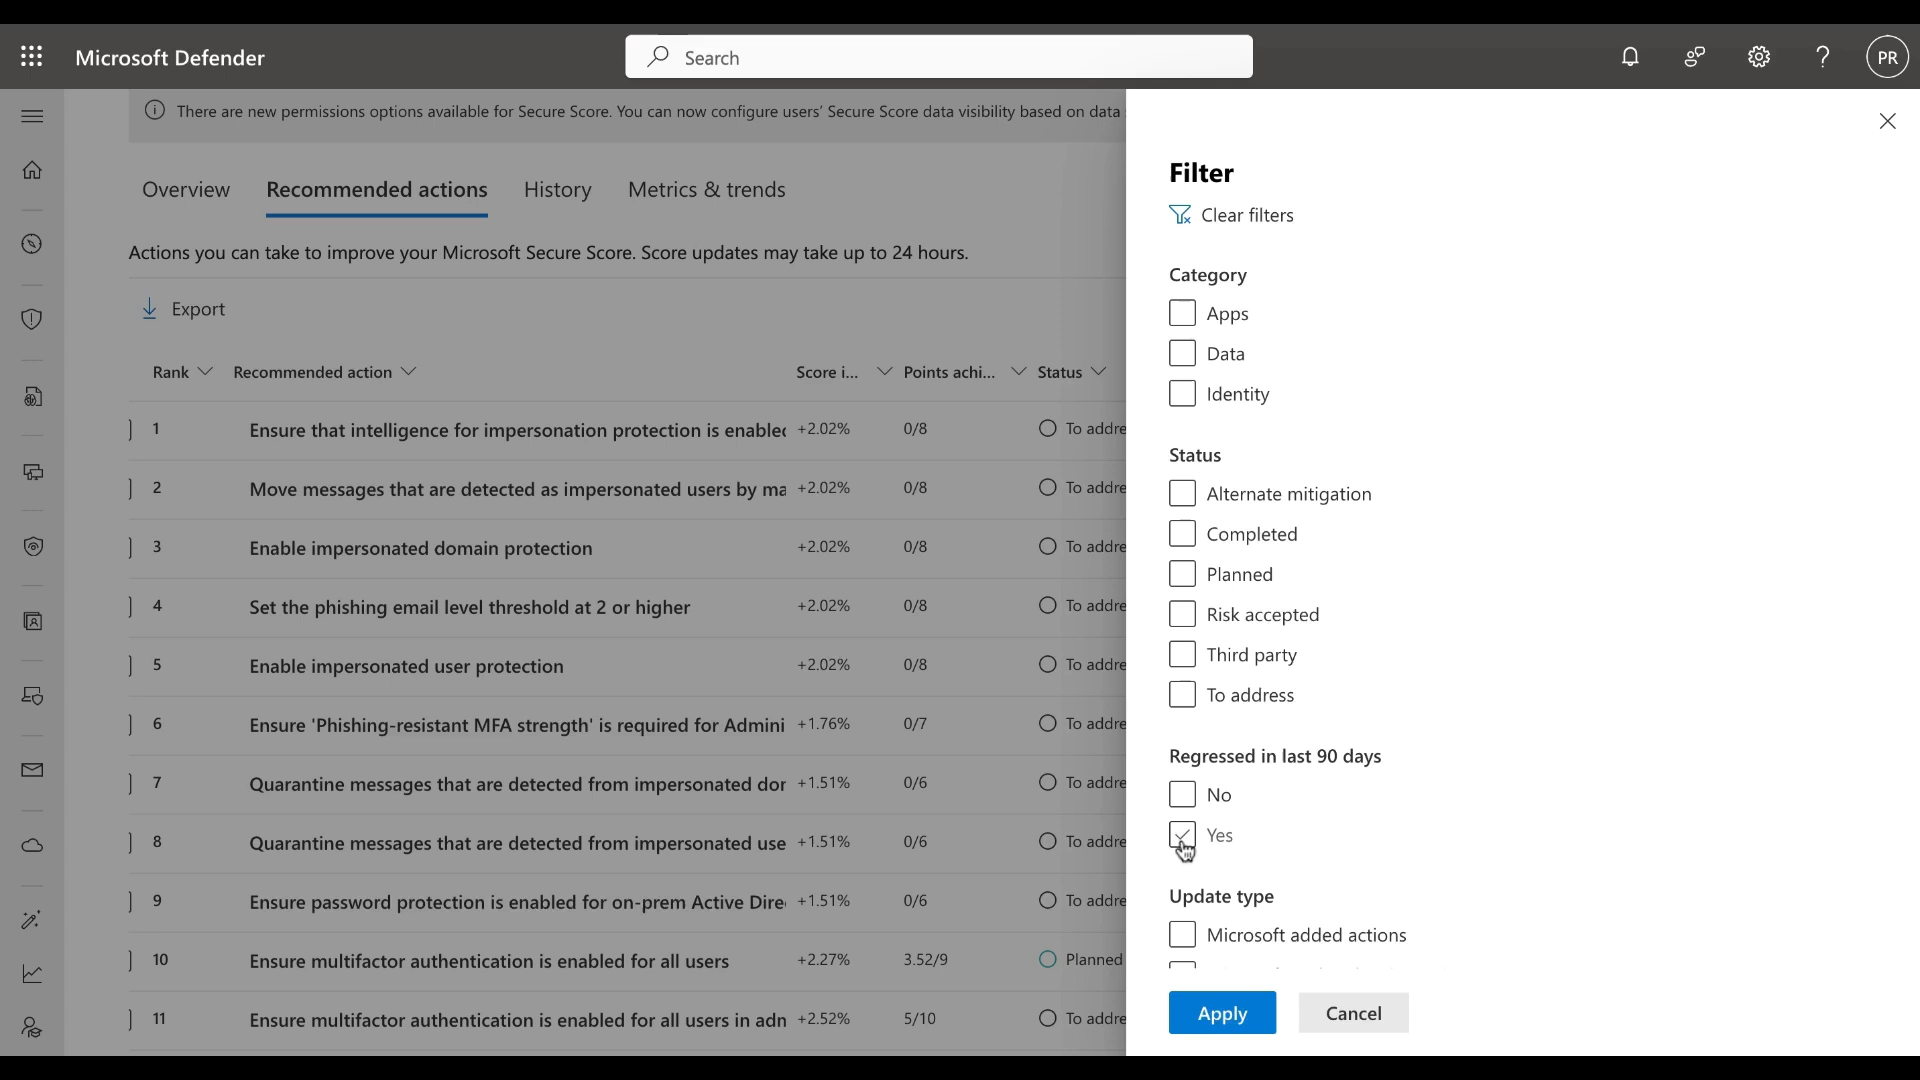 Microsoft Defender
Search
PR
There are new permissions options available for Secure Score. You can now configure users' Secure Score data visibility based on data
Overview Recommended actions History Metrics & trends
Actions you can take to improve your Microsoft Secure Score. Score updates may take up to 24 hours.
Export
Rank Recommended action Score i... Points achi... Status
1 Ensure that intelligence for impersonation protection is enabled +2.02% 0/8 To addre
2 Move messages that are detected as impersonated users by ma +2.02% 0/8 To addre
3 Enable impersonated domain protection +2.02% 0/8 To addre
4 Set the phishing email level threshold at 2 or higher +2.02% 0/8 To addre
5 Enable impersonated user protection +2.02% 0/8 To addre
6 Ensure 'Phishing-resistant MFA strength' is required for Admini +1.76% 0/7 To addre
7 Quarantine messages that are detected from impersonated dor +1.51% 0/6 To addre
8 Quarantine messages that are detected from impersonated use +1.51% 0/6 To addre
9 Ensure password protection is enabled for on-prem Active Dire +1.51% 0/6 To addre
10 Ensure multifactor authentication is enabled for all users +2.27% 3.52/9 Planned
11 Ensure multifactor authentication is enabled for all users in adn +2.52% 5/10 To addre
Filter
Clear filters
Category
Apps
Data
Identity
Status
Alternate mitigation
Completed
Planned
Risk accepted
Third party
To address
Regressed in last 90 days
No
Yes
Update type
Microsoft added actions
Apply Cancel